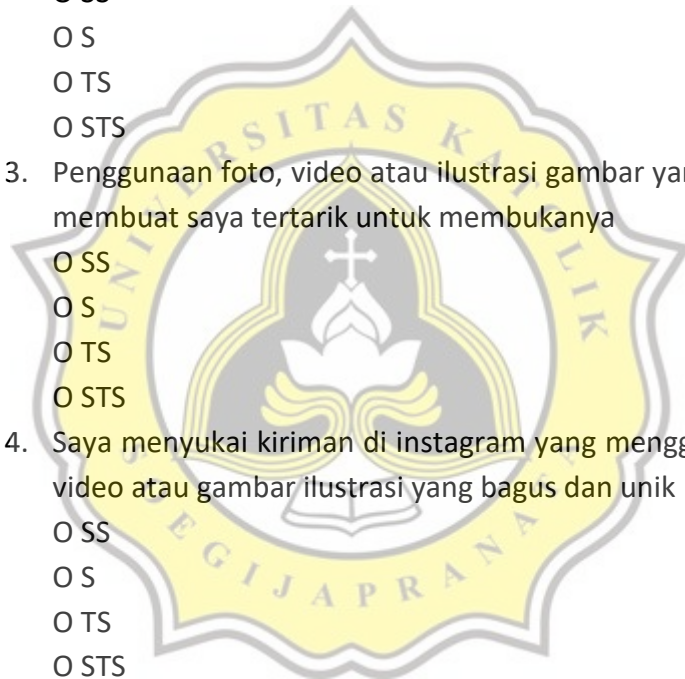 O S
O TS
O STS
3. Penggunaan foto, video atau ilustrasi gambar
membuat saya tertarik untuk membukanya
O SS
O S
O TS
O STS
4. Saya menyukai kiriman di instagram yang
video atau gambar ilustrasi yang bagus dan unik
O SS
O S
O TS
O STS
UNIVERSITAS KATOLIK
SOEGIJAPRANATA